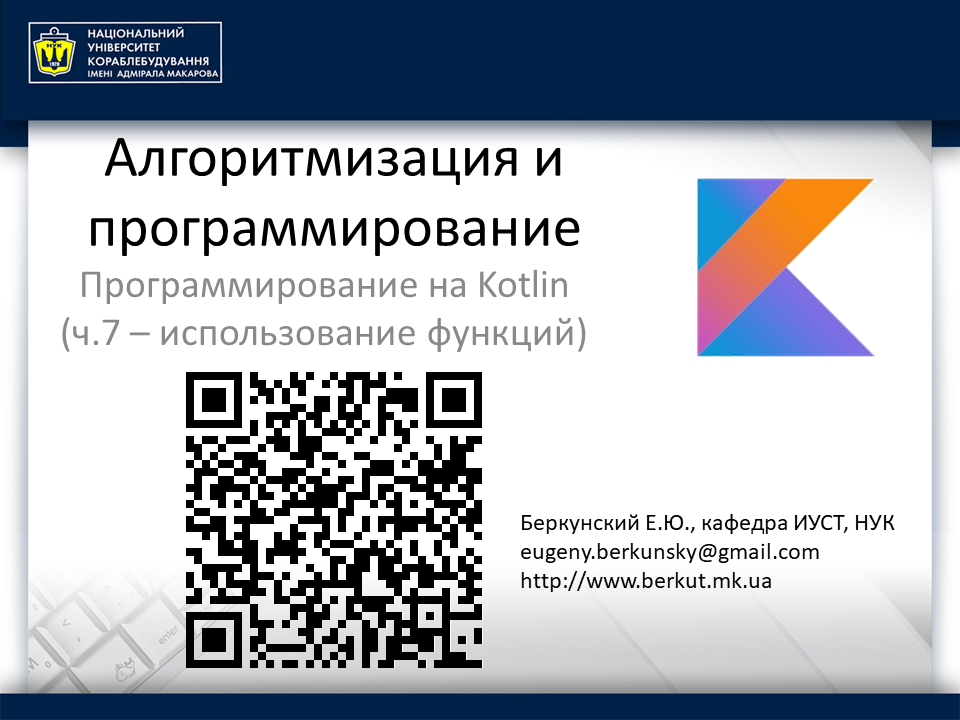 НАЦІОНАЛЬНИЙ
УНІВЕРСИТЕТ
КОРАБЛЕБУДУВАННЯ
ІМЕНІ АДМІРАЛА МАКАРОВА
НУК
1920
Алгоритмизация и
программирование
Программирование на Kotlin
(ч.7 – использование функций)
Беркунский Е.Ю., кафедра ИУСТ, НУК
eugeny.berkunsky@gmail.com
http://www.berkut.mk.ua
enter